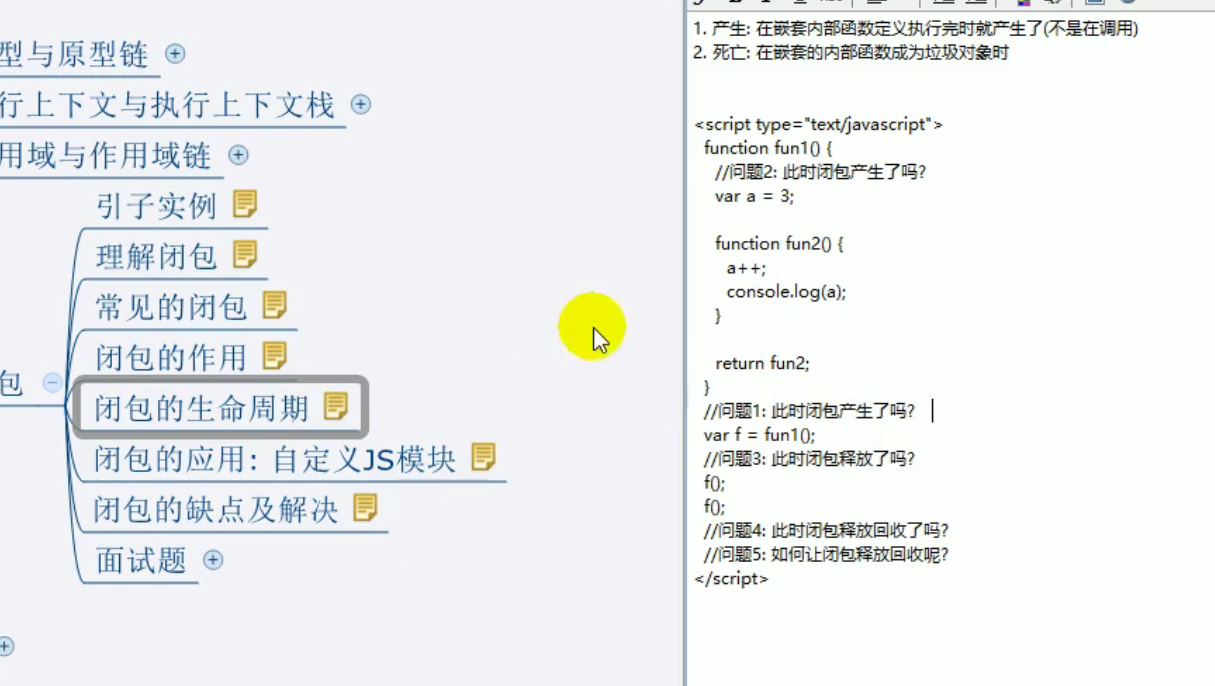 型与原型链
行上下文与执行上下文栈
用域与作用域链
引子实例
理解闭包
常见的闭包
闭包的作用
包
闭包的生命周期
闭包的应用: 自定义JS模块
闭包的缺点及解决
面试题
1. 产生: 在嵌套内部函数定义执行完时就产生了(不是在调用)
2. 死亡: 在嵌套的内部函数成为垃圾对象时
<script type="text/javascript">
function fun1() {
//问题2: 此时闭包产生了吗?
var a = 3;
function fun2() {
a++;
console.log(a);
}
return fun2;
}
//问题1: 此时闭包产生了吗?
var f = fun1();
//问题3: 此时闭包释放了吗?
f();
f();
//问题4: 此时闭包释放回收了吗?
//问题5: 如何让闭包释放回收呢?
</script>